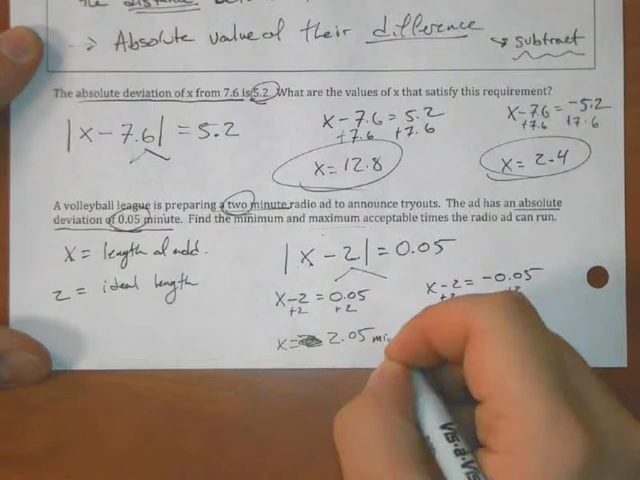 the distance
-> Absolute value of their difference -> subtract
The absolute deviation of x from 7.6 is 5.2. What are the values of x that satisfy this requirement?
|x - 7.6| = 5.2
x - 7.6 = 5.2
+7.6 +7.6
x = 12.8
x - 7.6 = -5.2
+7.6 +7.6
x = 2.4
A volleyball league is preparing a two minute radio ad to announce tryouts. The ad has an absolute
deviation of 0.05 minute. Find the minimum and maximum acceptable times the radio ad can run.
x = length of add.
2 = ideal length
|x - 2| = 0.05
x - 2 = 0.05
+2 +2
x = 2.05 mi
x - 2 = -0.05
+2 +2
Vis-à-Vis